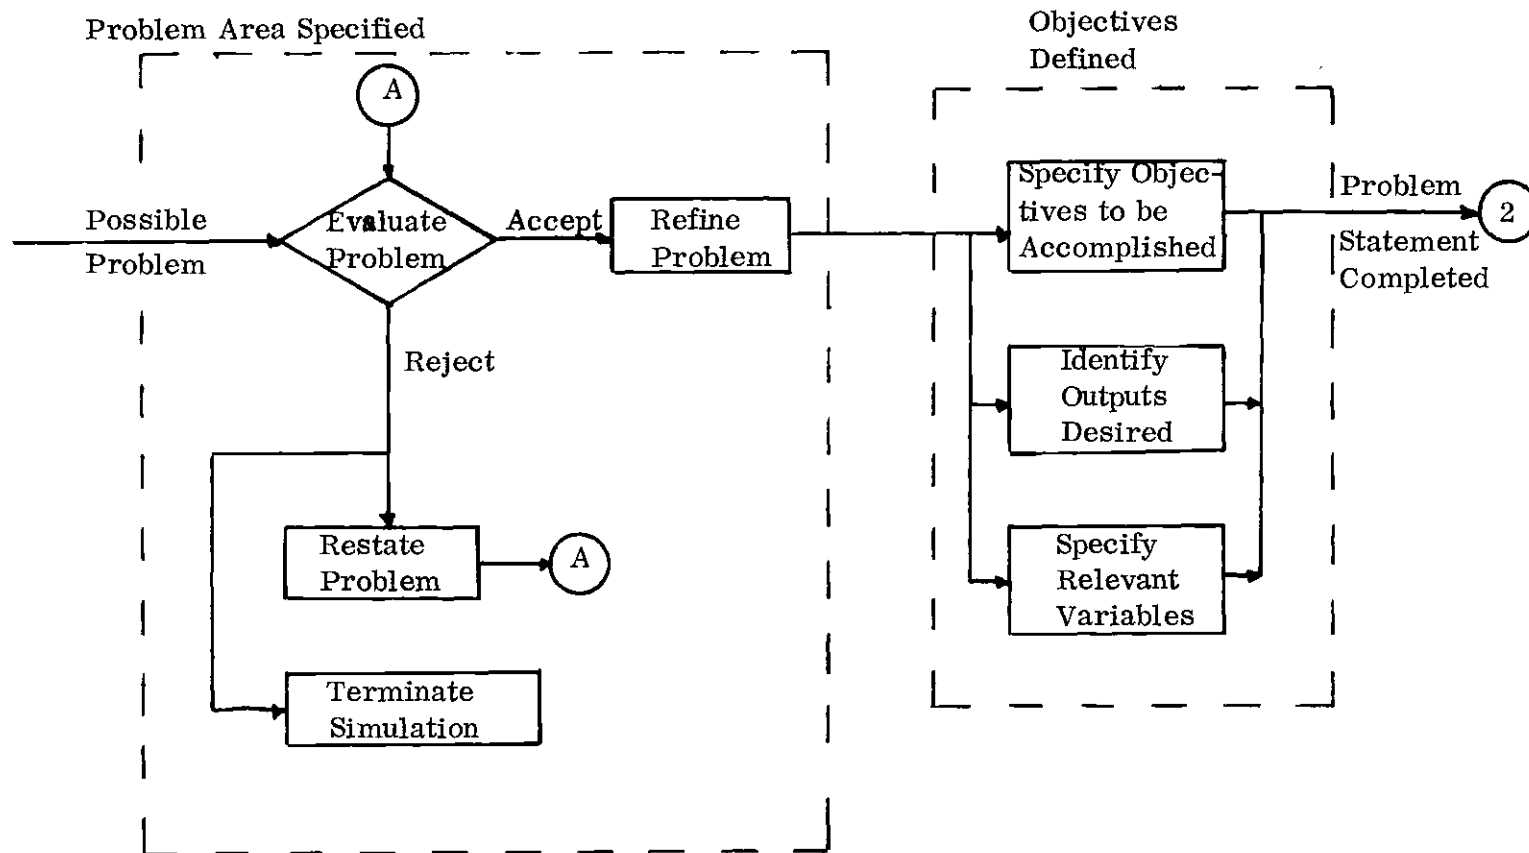 Problem Area Specified
Objectives
Defined
A
Possible
Problem
Evaluate
Problem
Accept
Refine
Problem
Specify Objec-
tives to be
Accomplished
Problem
Statement
Completed
2
Reject
Identify
Outputs
Desired
Restate
Problem
A
Specify
Relevant
Variables
Terminate
Simulation